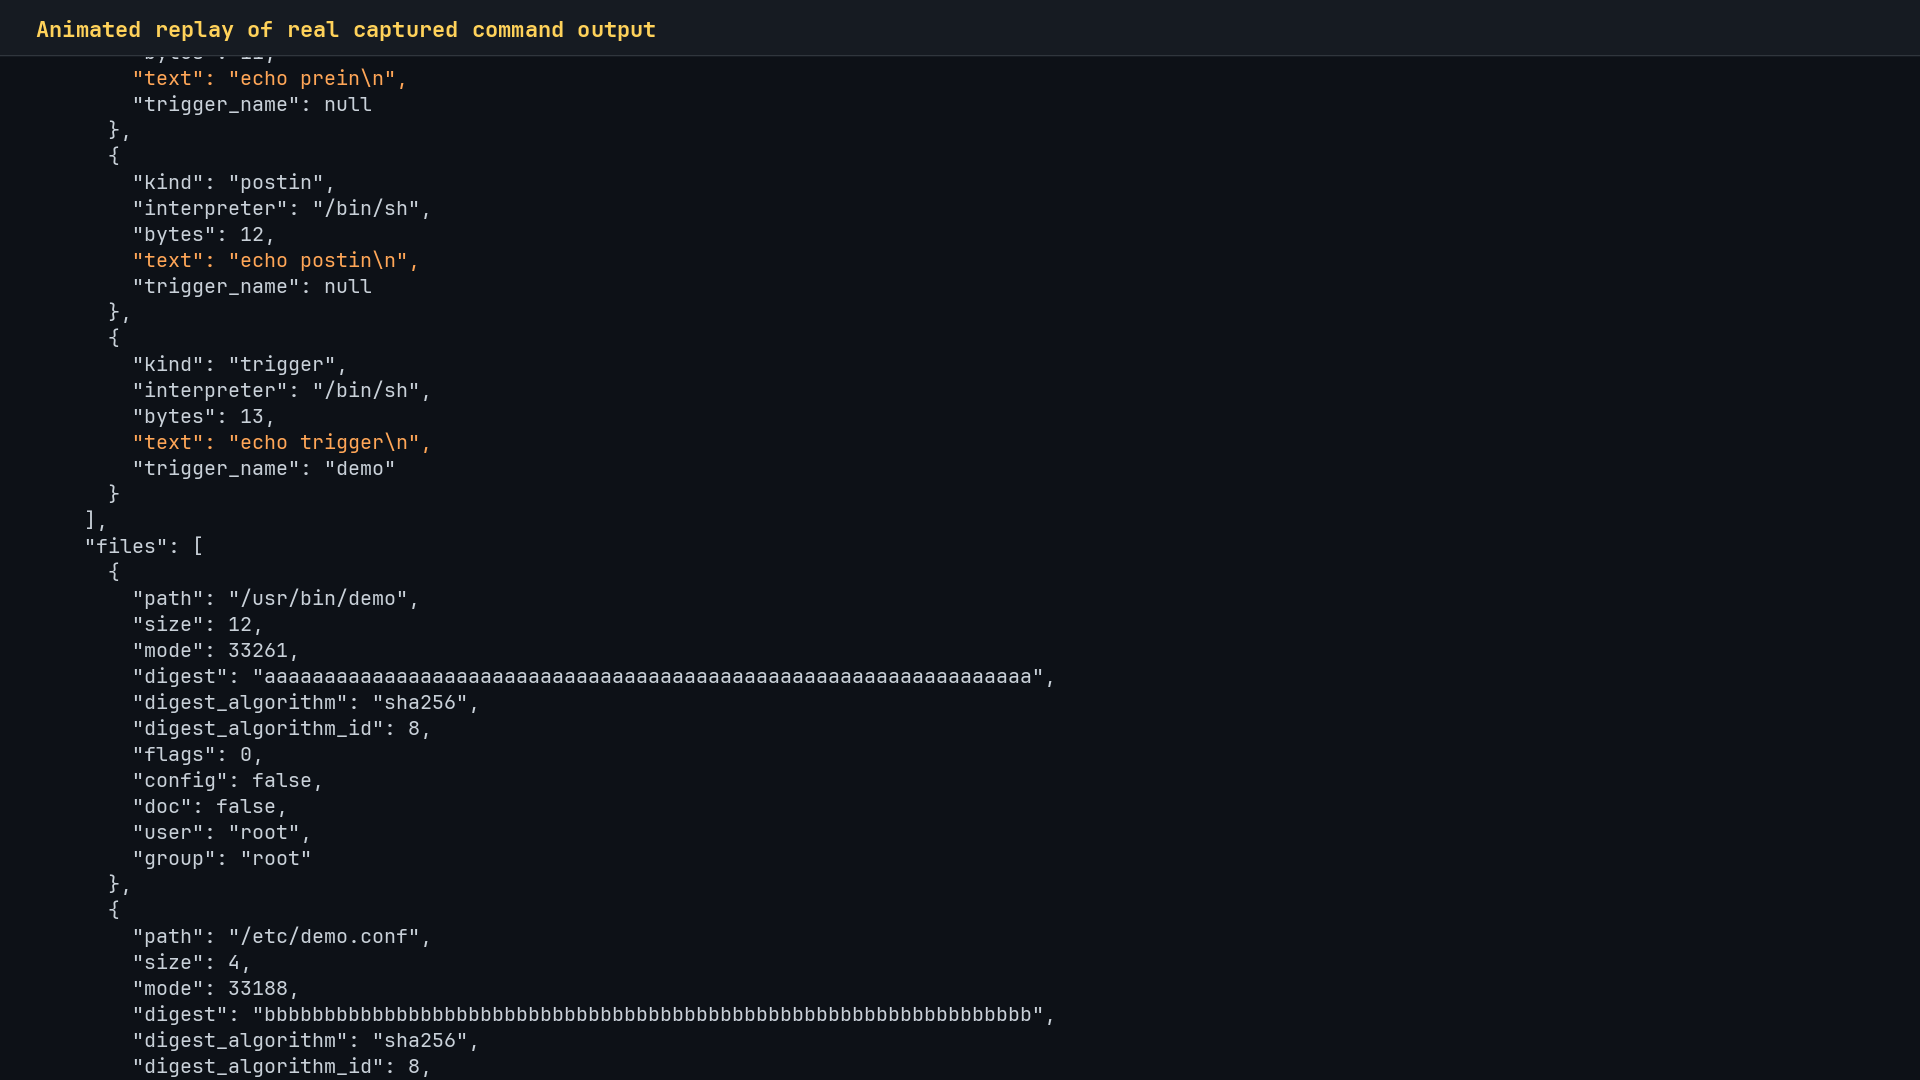 Animated replay of real captured command output
"text": "echo prein\n",
"trigger_name": null
},
{
"kind": "postin",
"interpreter": "/bin/sh",
"bytes": 12,
"text": "echo postin\n",
"trigger_name": null
},
{
"kind": "trigger",
"interpreter": "/bin/sh",
"bytes": 13,
"text": "echo trigger\n",
"trigger_name": "demo"
}
],
"files": [
{
"path": "/usr/bin/demo",
"size": 12,
"mode": 33261,
"digest": "aaaaaaaaaaaaaaaaaaaaaaaaaaaaaaaaaaaaaaaaaaaaaaaaaaaaaaaaaaaaaaaa",
"digest_algorithm": "sha256",
"digest_algorithm_id": 8,
"flags": 0,
"config": false,
"doc": false,
"user": "root",
"group": "root"
},
{
"path": "/etc/demo.conf",
"size": 4,
"mode": 33188,
"digest": "bbbbbbbbbbbbbbbbbbbbbbbbbbbbbbbbbbbbbbbbbbbbbbbbbbbbbbbbbbbbbbbb",
"digest_algorithm": "sha256",
"digest_algorithm_id": 8,